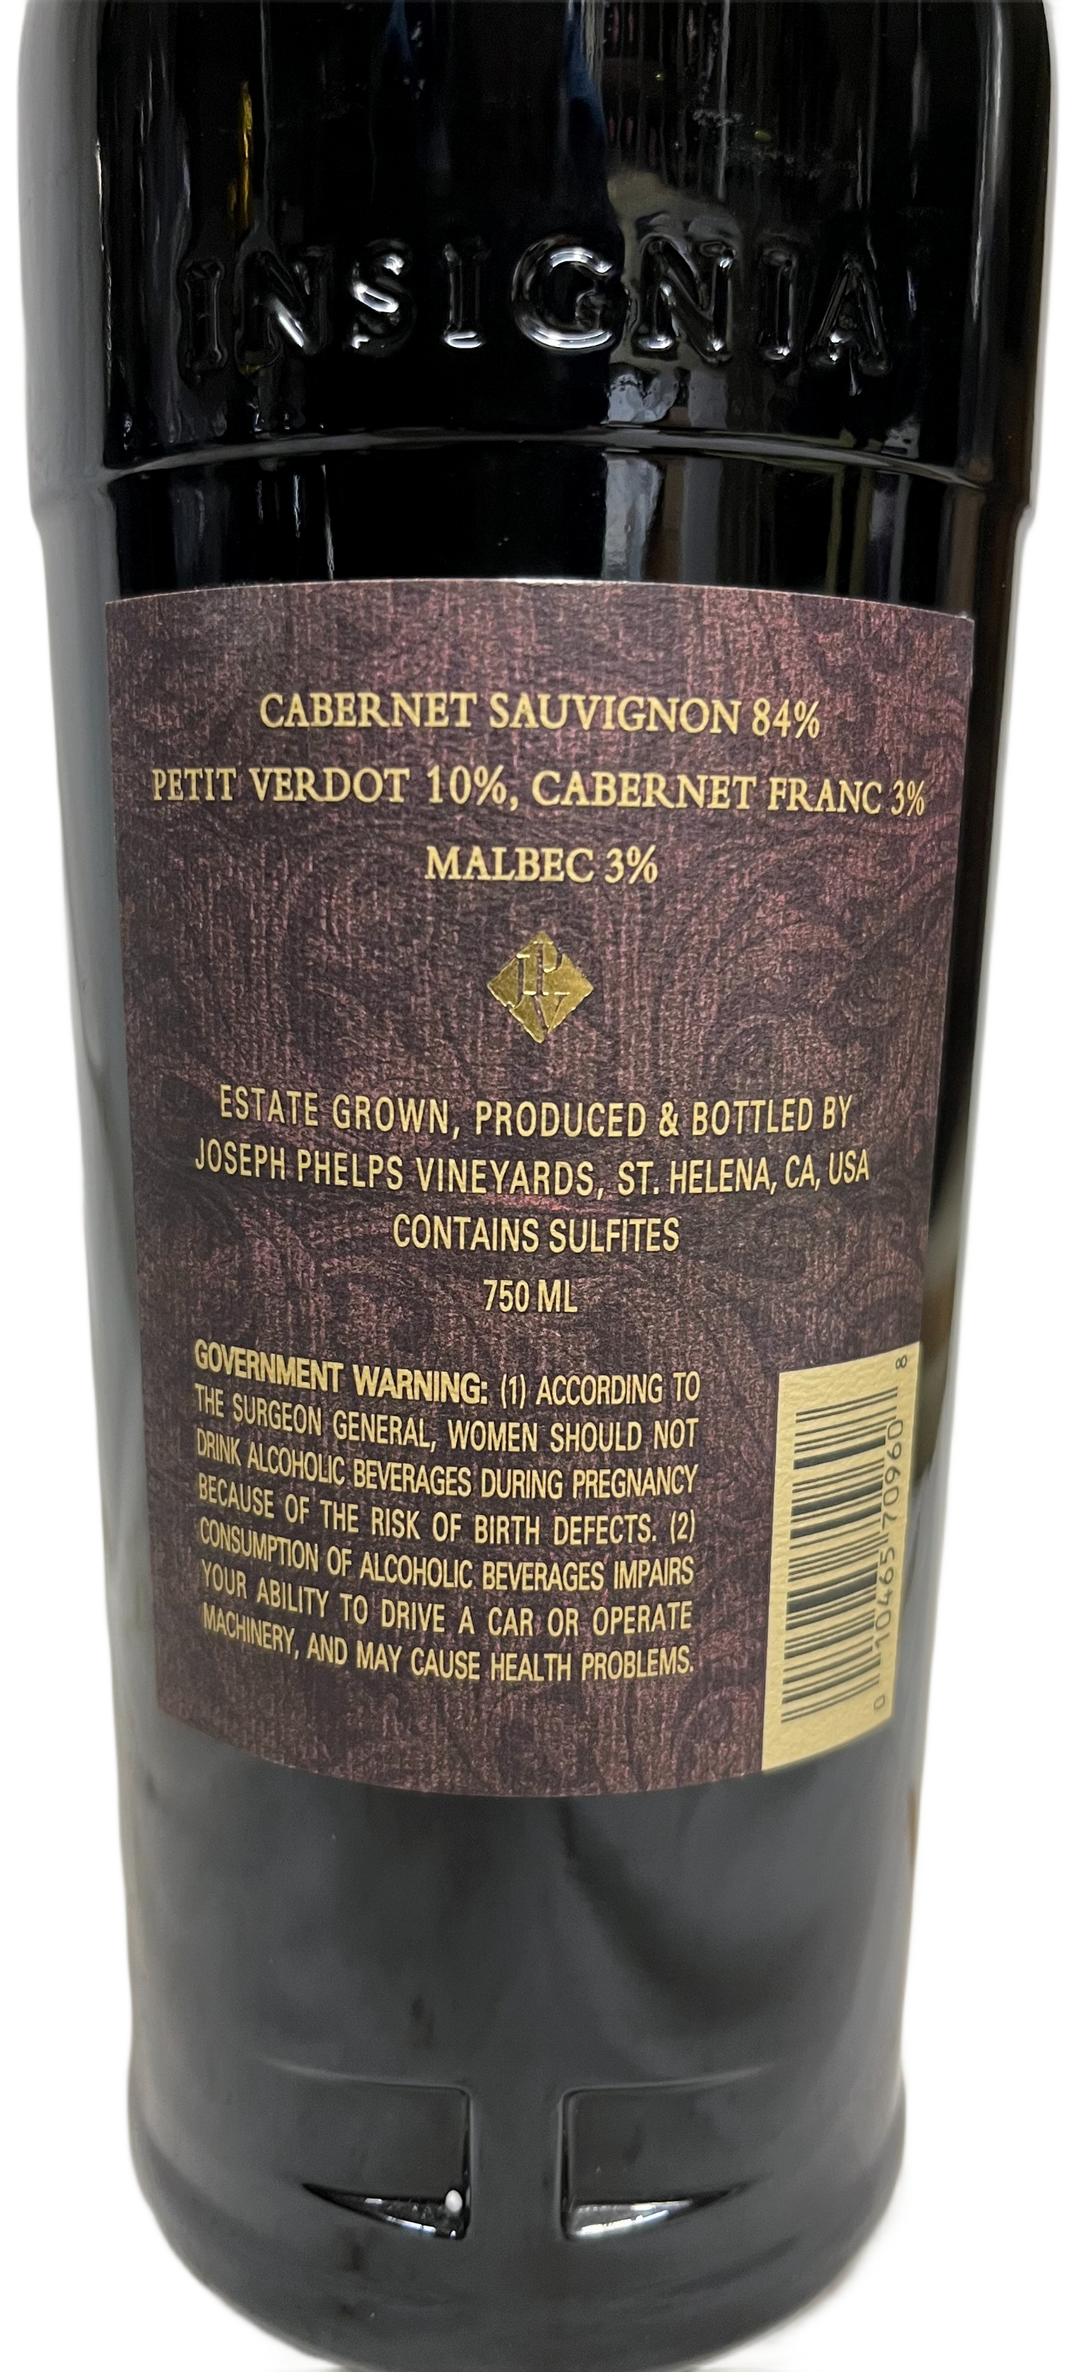 INSIGNIA
CABERNET SAUVIGNON 84%
PETIT VERDOT 10%, CABERNET FRANC 3%
MALBEC 3%
JPV
ESTATE GROWN, PRODUCED & BOTTLED BY
JOSEPH PHELPS VINEYARDS, ST. HELENA, CA, USA
CONTAINS SULFITES
750 ML
GOVERNMENT WARNING: (1) ACCORDING TO
THE SURGEON GENERAL, WOMEN SHOULD NOT
DRINK ALCOHOLIC BEVERAGES DURING PREGNANCY
BECAUSE OF THE RISK OF BIRTH DEFECTS. (2)
CONSUMPTION OF ALCOHOLIC BEVERAGES IMPAIRS
YOUR ABILITY TO DRIVE A CAR OR OPERATE
MACHINERY, AND MAY CAUSE HEALTH PROBLEMS.
0 10465 70960 8